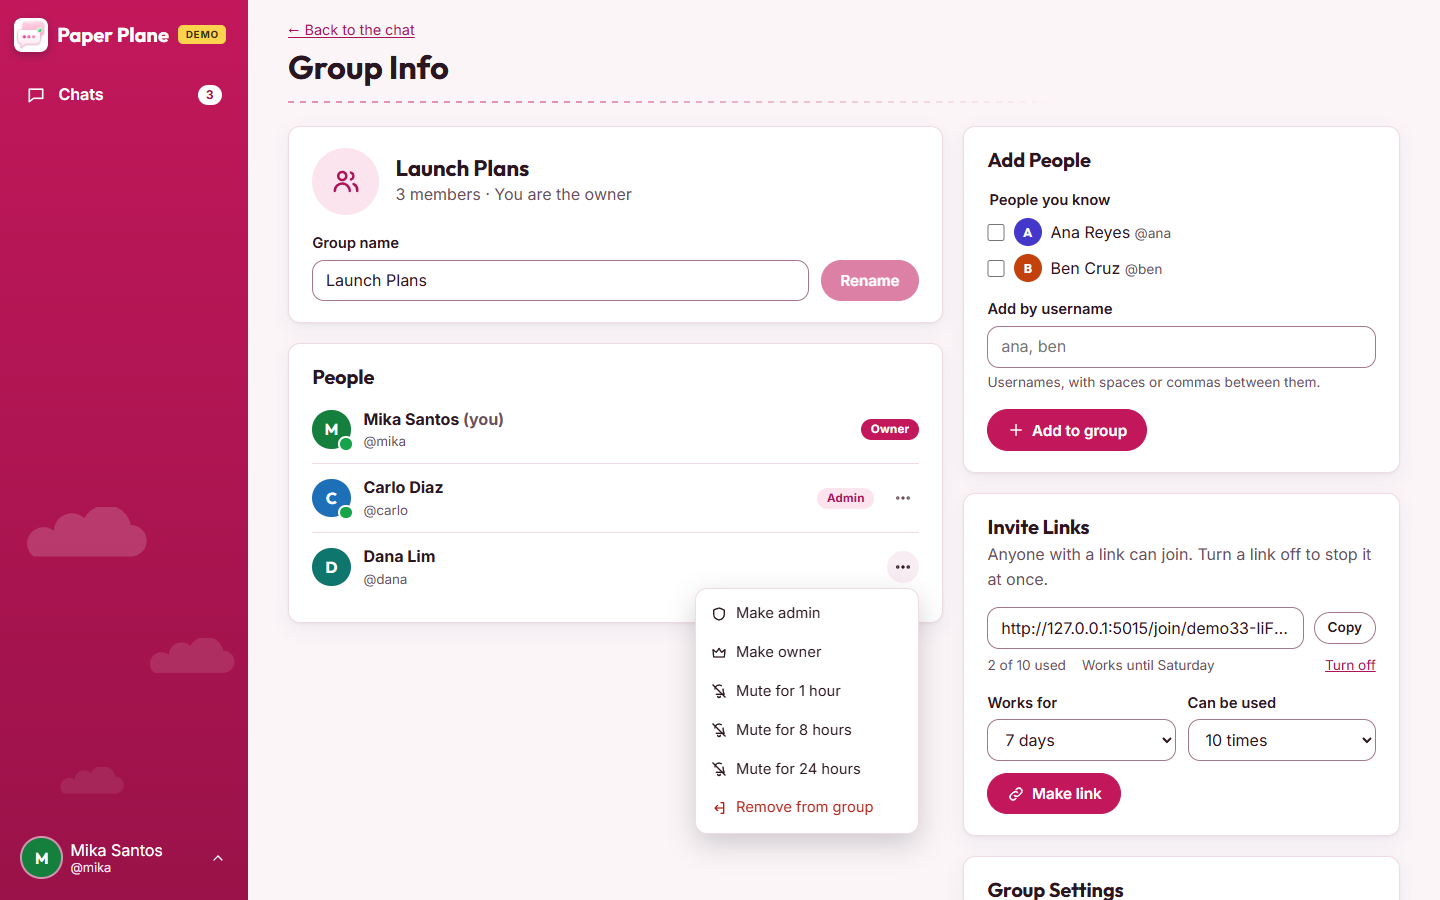 Paper Plane DEMO
Chats 3
M Mika Santos
@mika
← Back to the chat
Group Info
Launch Plans
3 members · You are the owner
Group name
Launch Plans Rename
People
M Mika Santos (you) Owner
@mika
C Carlo Diaz Admin
@carlo
D Dana Lim
@dana
Make admin
Make owner
Mute for 1 hour
Mute for 8 hours
Mute for 24 hours
Remove from group
Add People
People you know
A Ana Reyes @ana
B Ben Cruz @ben
Add by username
ana, ben
Usernames, with spaces or commas between them.
Add to group
Invite Links
Anyone with a link can join. Turn a link off to stop it
at once.
http://127.0.0.1:5015/join/demo33-liF... Copy
2 of 10 used Works until Saturday Turn off
Works for Can be used
7 days 10 times
Make link
Group Settings